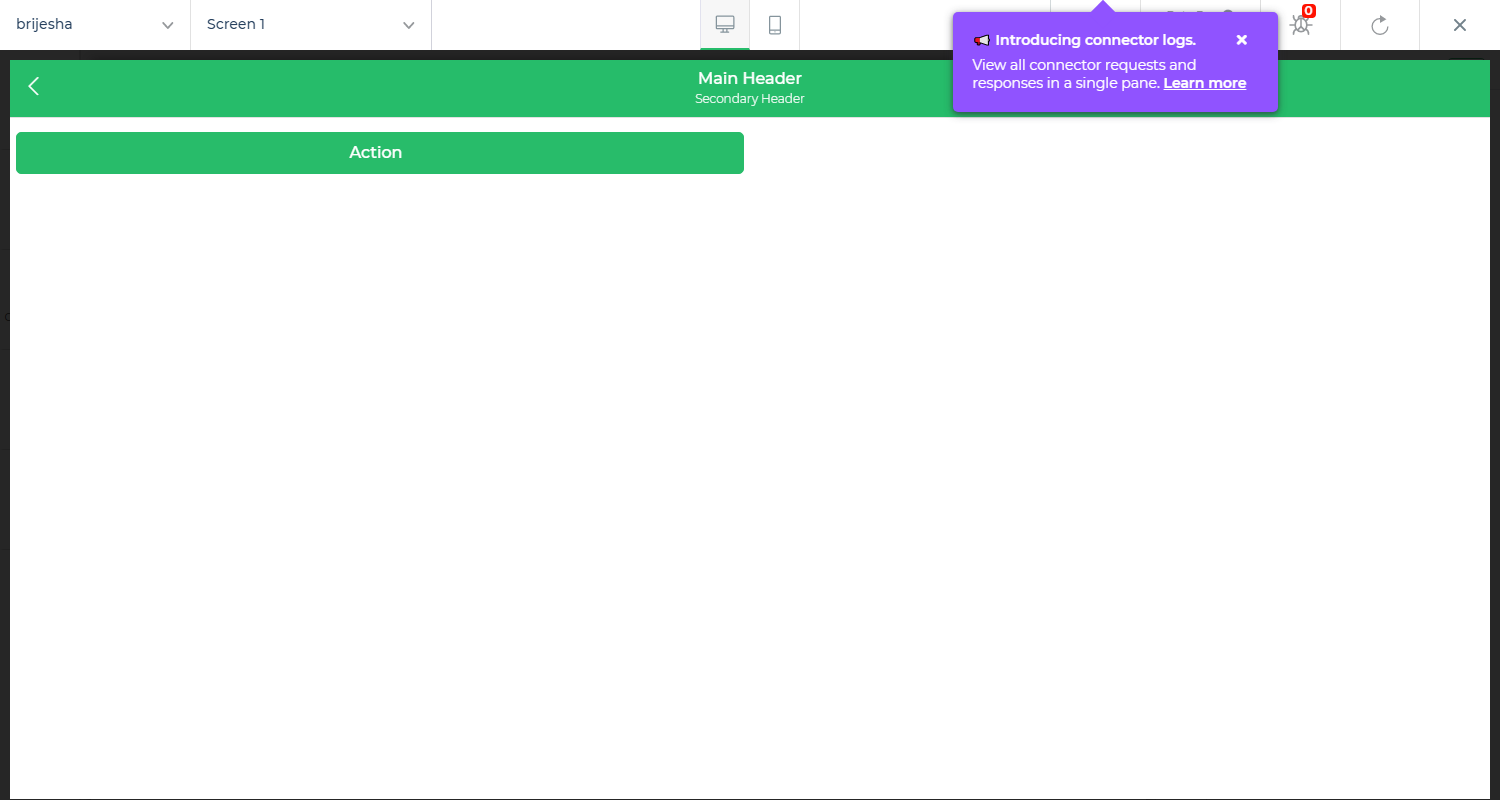 brijesha
Screen 1
0
Introducing connector logs.
View all connector requests and
responses in a single pane. Learn more
Main Header
Secondary Header
Action